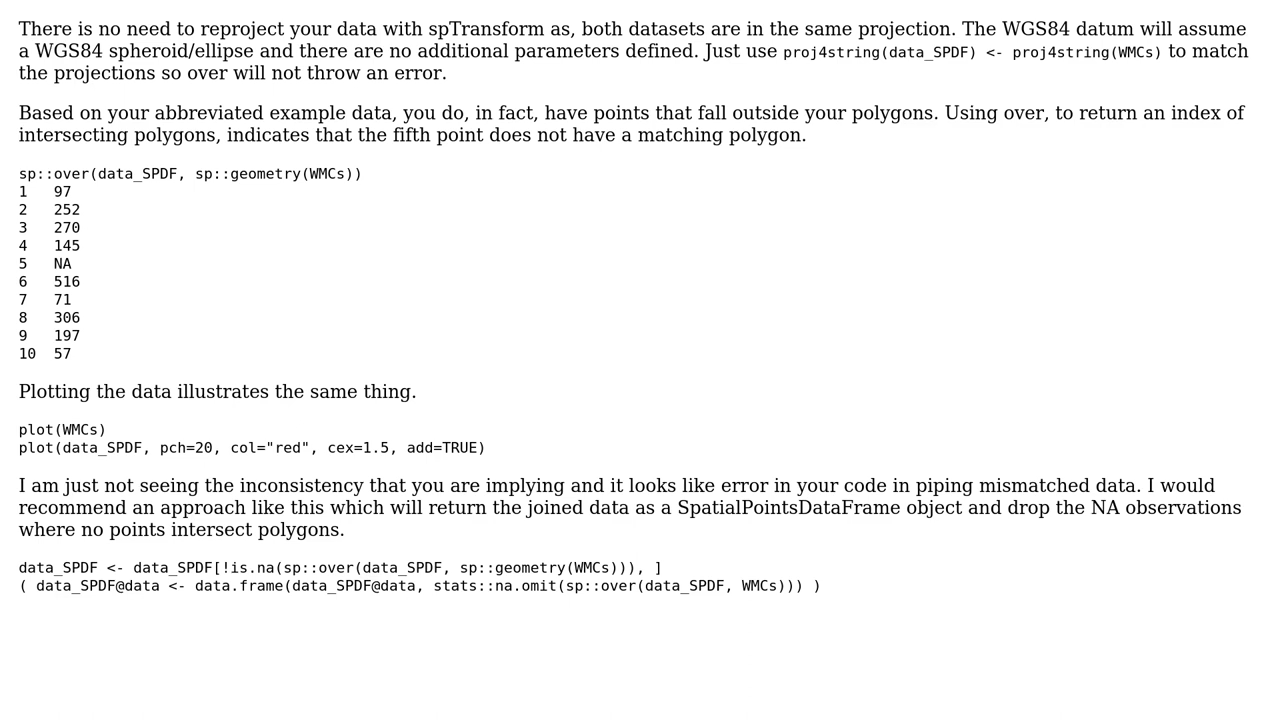 There is no need to reproject your data with spTransform as, both datasets are in the same projection. The WGS84 datum will assume
a WGS84 spheroid/ellipse and there are no additional parameters defined. Just use proj4string(data_SPDF) <- proj4string(WMCs) to match
the projections so over will not throw an error.
Based on your abbreviated example data, you do, in fact, have points that fall outside your polygons. Using over, to return an index of
intersecting polygons, indicates that the fifth point does not have a matching polygon.
sp::over(data_SPDF, sp::geometry(WMCs))
1   97
2   252
3   270
4   145
5   NA
6   516
7   71
8   306
9   197
10  57
Plotting the data illustrates the same thing.
plot(WMCs)
plot(data_SPDF, pch=20, col="red", cex=1.5, add=TRUE)
I am just not seeing the inconsistency that you are implying and it looks like error in your code in piping mismatched data. I would
recommend an approach like this which will return the joined data as a SpatialPointsDataFrame object and drop the NA observations
where no points intersect polygons.
data_SPDF <- data_SPDF[!is.na(sp::over(data_SPDF, sp::geometry(WMCs))), ]
( data_SPDF@data <- data.frame(data_SPDF@data, stats::na.omit(sp::over(data_SPDF, WMCs))) )